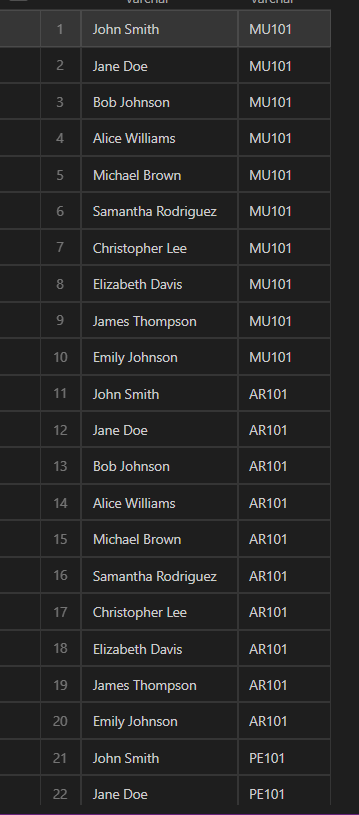 varchar varchar
1 John Smith MU101
2 Jane Doe MU101
3 Bob Johnson MU101
4 Alice Williams MU101
5 Michael Brown MU101
6 Samantha Rodriguez MU101
7 Christopher Lee MU101
8 Elizabeth Davis MU101
9 James Thompson MU101
10 Emily Johnson MU101
11 John Smith AR101
12 Jane Doe AR101
13 Bob Johnson AR101
14 Alice Williams AR101
15 Michael Brown AR101
16 Samantha Rodriguez AR101
17 Christopher Lee AR101
18 Elizabeth Davis AR101
19 James Thompson AR101
20 Emily Johnson AR101
21 John Smith PE101
22 Jane Doe PE101